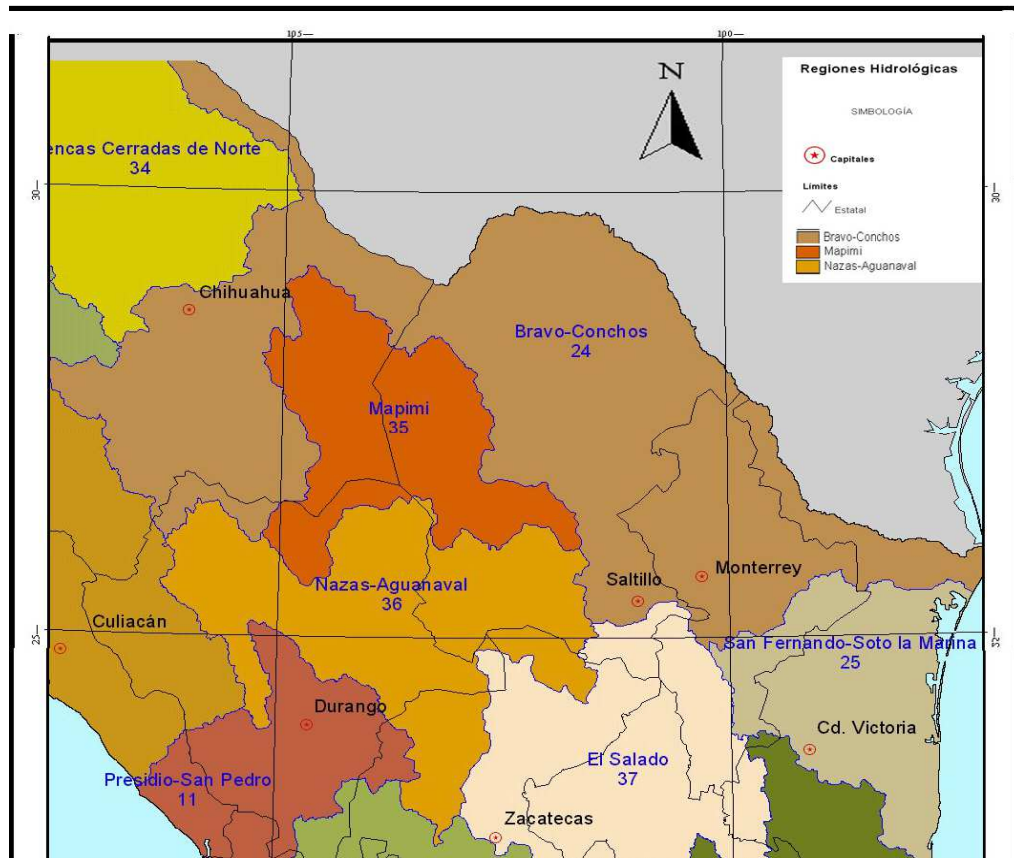 105
100
N
Regiones Hidrológicas
SIMBOLOGÍA
Capitales
Límites
Estatal
Bravo-Conchos
Mapimi
Nazas-Aguanaval
30
30
encas Cerradas de Norte
34
Chihuahua
Bravo-Conchos
24
Mapimi
35
Nazas-Aguanaval
36
Saltillo
Monterrey
Culiacán
25
San Fernando-Soto la Marina
25
Durango
Cd. Victoria
El Salado
37
Presidio-San Pedro
11
Zacatecas